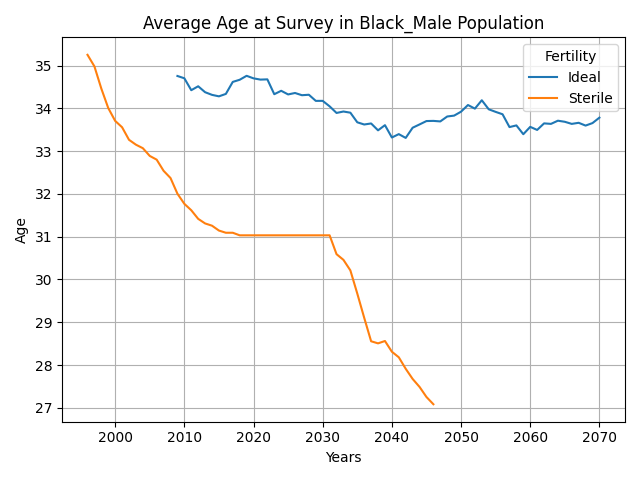 Average Age at Survey in Black_Male Population
Fertility
Ideal
Sterile
Age
35
34
33
32
31
30
29
28
27
2000 2010 2020 2030 2040 2050 2060 2070
Years